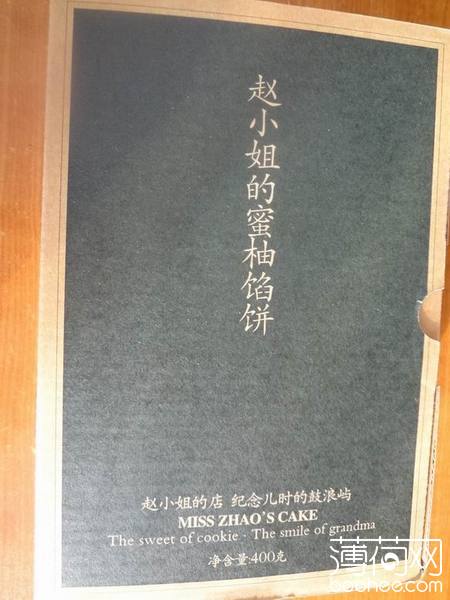 赵小姐的蜜柚馅饼
赵小姐的店 纪念儿时的鼓浪屿
MISS ZHAO'S CAKE
The sweet of cookie · The smile of grandma
净含量:400克
薄荷网
boohee.com